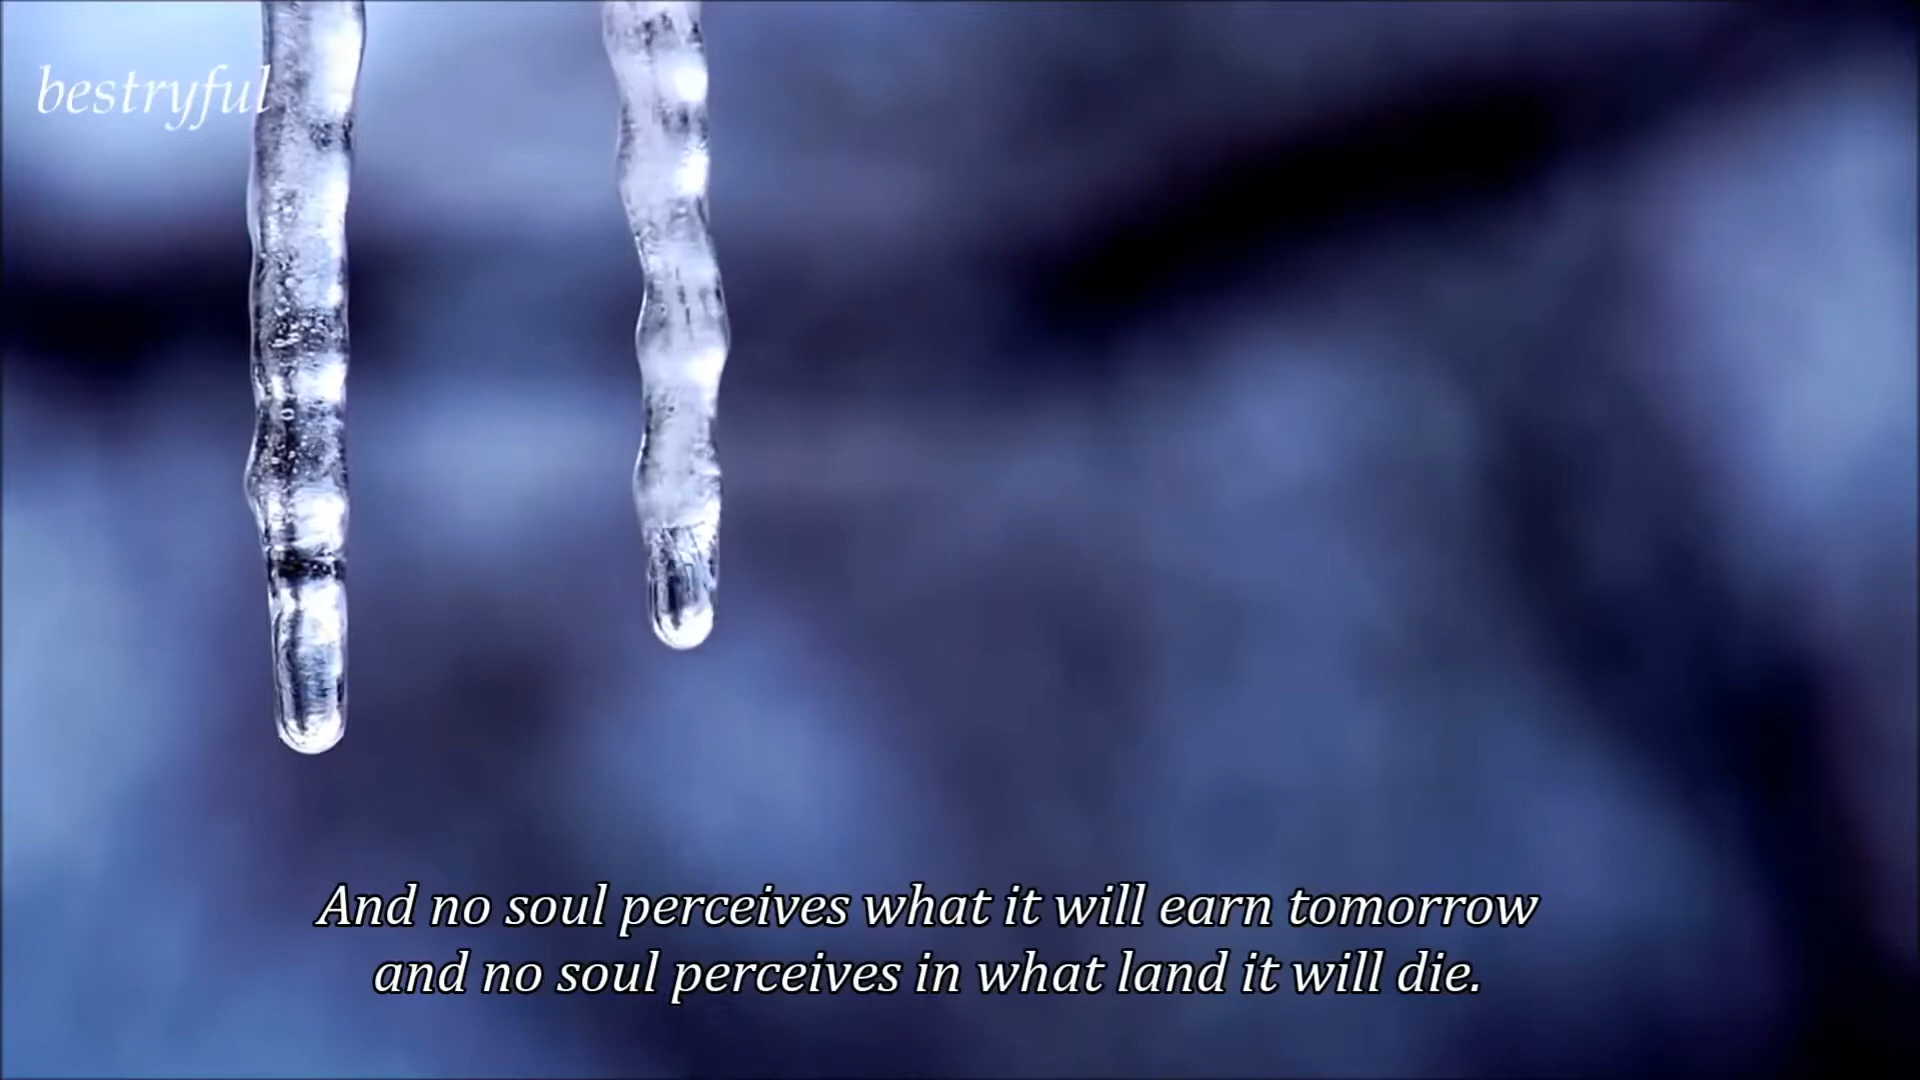 bestryful
And no soul perceives what it will earn tomorrow
and no soul perceives in what land it will die.